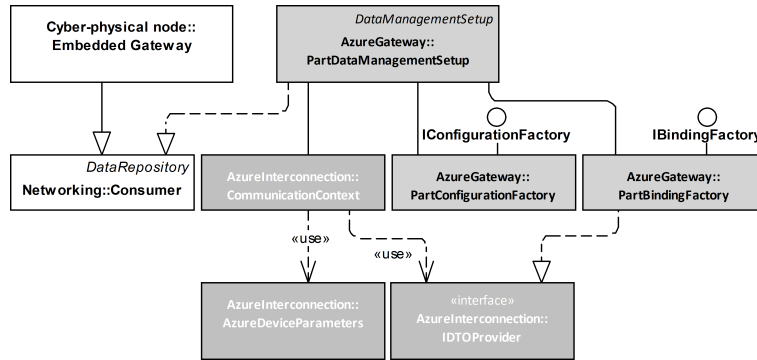 Cyber-physical node::
Embedded Gateway
DataManagementSetup
AzureGateway::
PartDataManagementSetup
IConfigurationFactory
IBindingFactory
DataRepository
Networking::Consumer
AzureInterconnection::
CommunicationContext
AzureGateway::
PartConfigurationFactory
AzureGateway::
PartBindingFactory
«use»
«use»
AzureInterconnection::
AzureDeviceParameters
«interface»
AzureInterconnection::
IDTOProvider